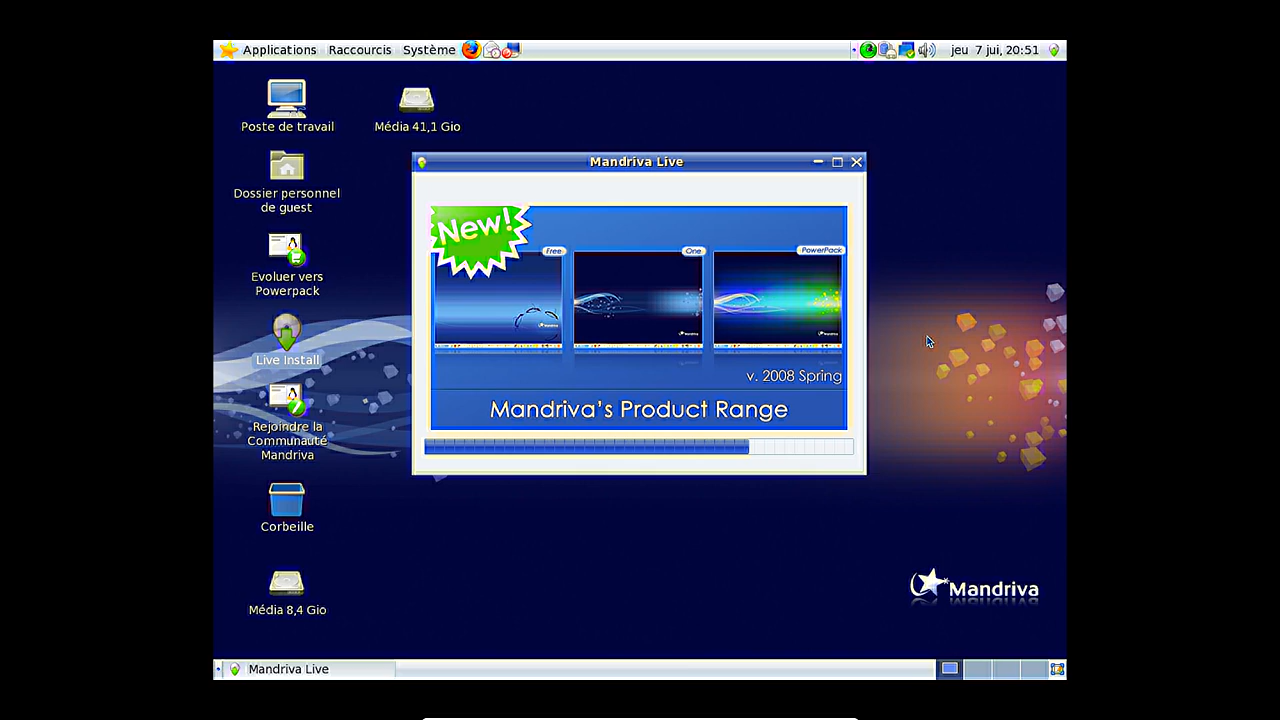 Applications Raccourcis Système
jeu 7 jui, 20:51
Poste de travail
Média 41,1 Gio
Dossier personnel
de guest
Evoluer vers
Powerpack
Live Install
Rejoindre la
Communauté
Mandriva
Corbeille
Média 8,4 Gio
Mandriva Live
New!
Free
One
PowerPack
v. 2008 Spring
Mandriva's Product Range
Mandriva
Mandriva Live